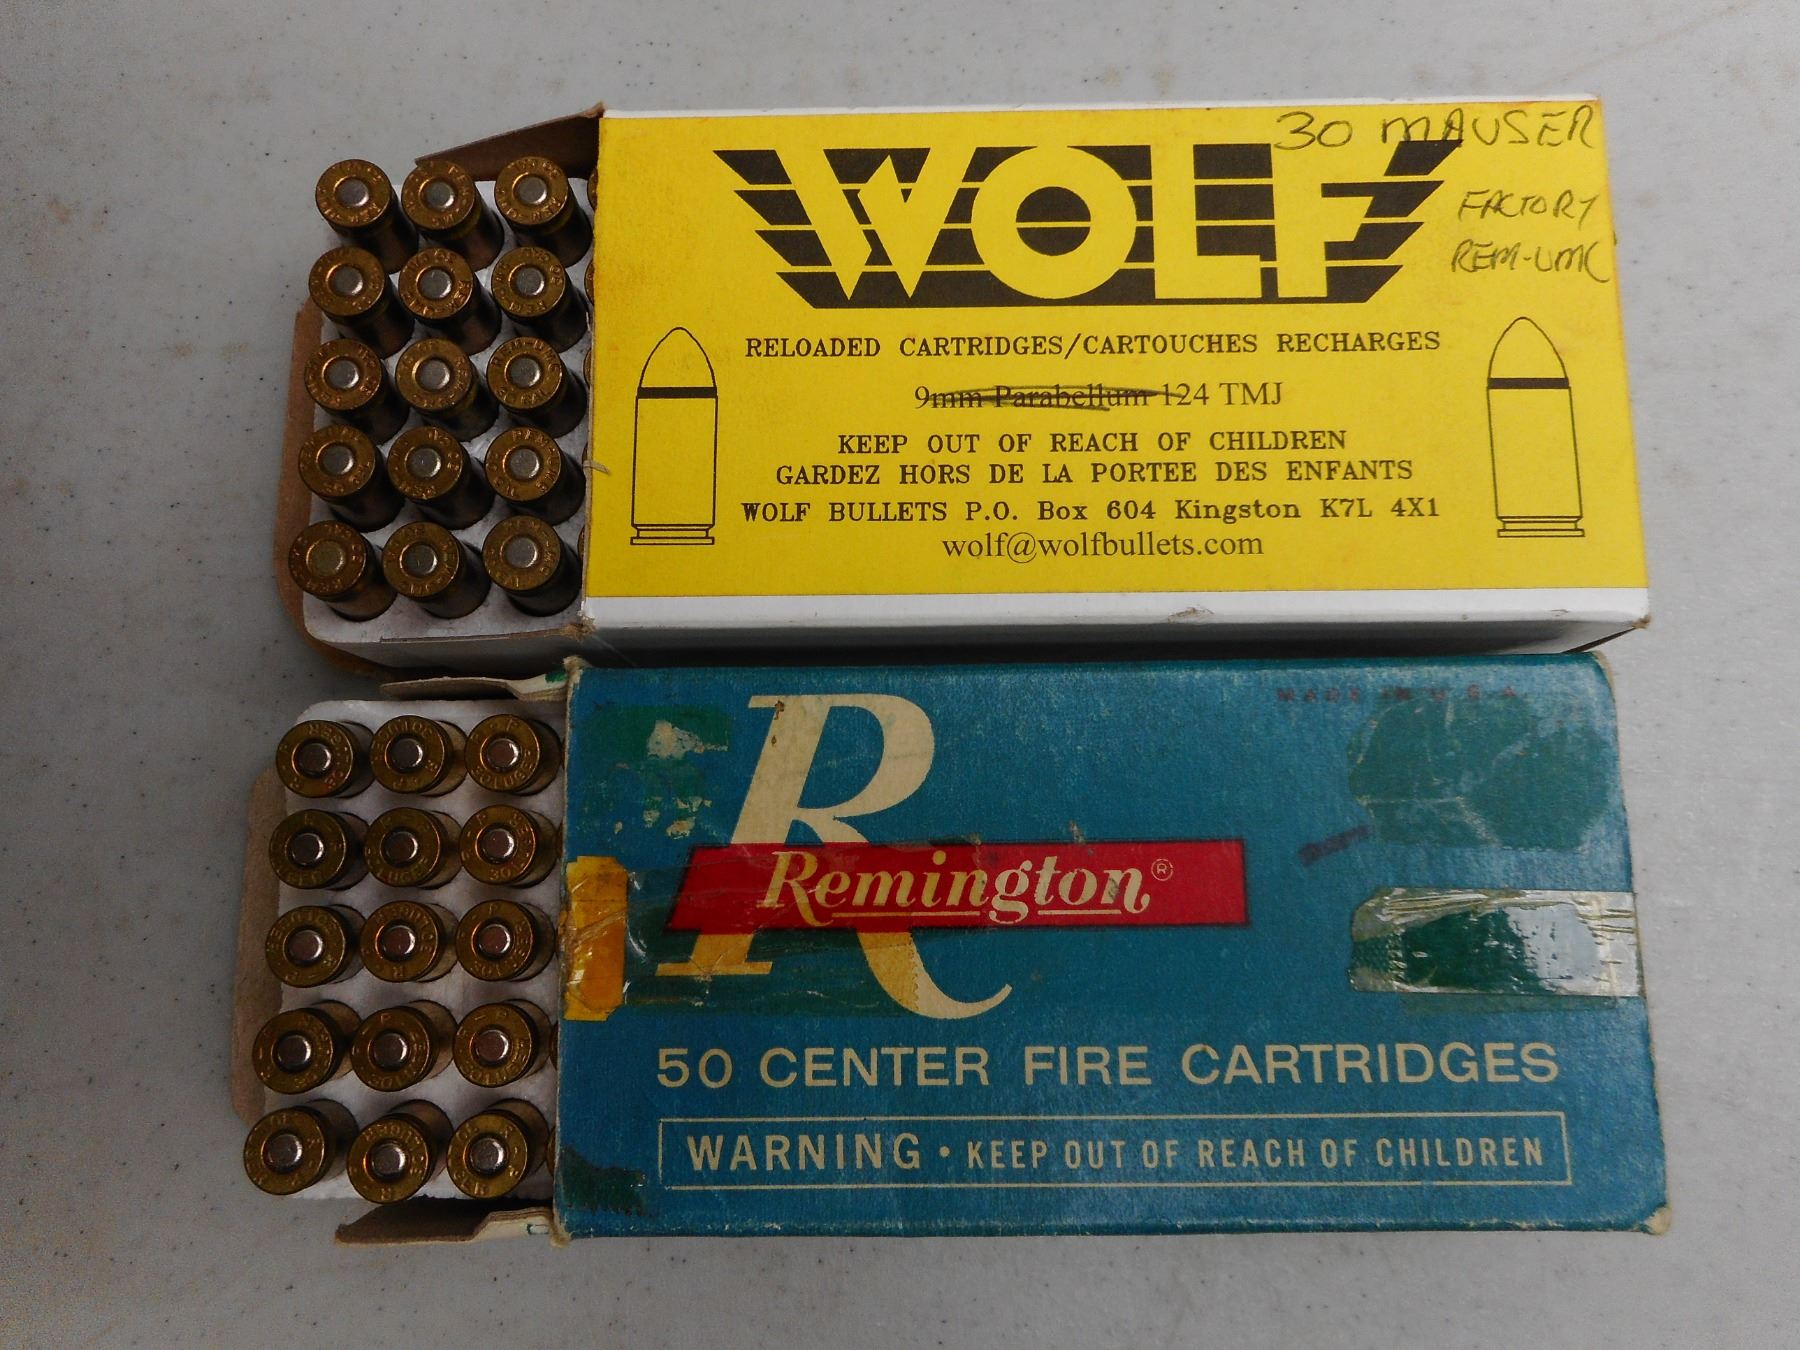 30 MAUSER
WOLF
FACTORY
REM-UMC
RELOADED CARTRIDGES/CARTOUCHES RECHARGES
9mm Parabellum 124 TMJ
KEEP OUT OF REACH OF CHILDREN
GARDEZ HORS DE LA PORTEE DES ENFANTS
WOLF BULLETS P.O. Box 604 Kingston K7L 4X1
wolf@wolfbullets.com
MADE IN U.S.A.
R
Remington®
50 CENTER FIRE CARTRIDGES
WARNING • KEEP OUT OF REACH OF CHILDREN